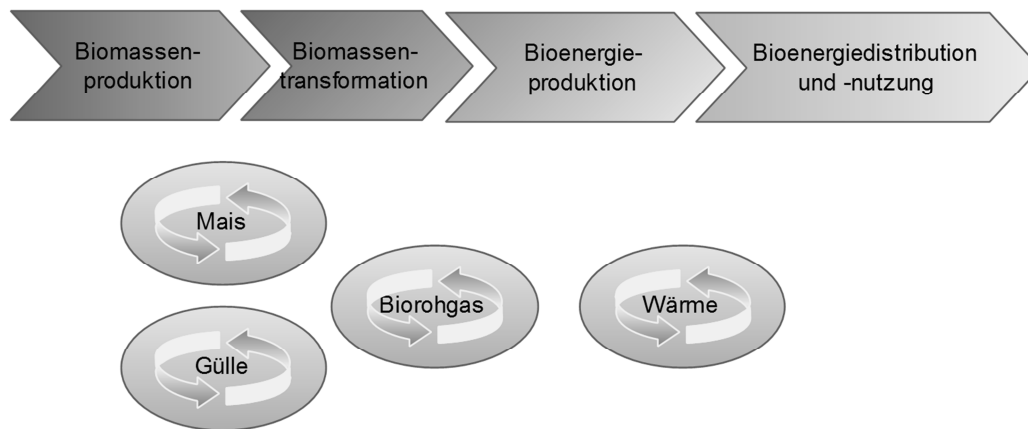 Biomassen-
produktion
Biomassen-
transformation
Bioenergie-
produktion
Bioenergiedistribution
und -nutzung
Mais
Biorohgas
Wärme
Gülle